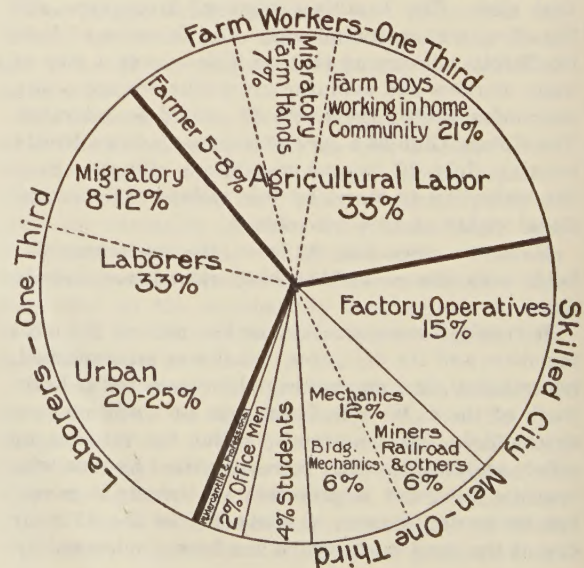 Farm Workers-One Third
Migratory
Farm Hands
7%
Farm Boys
working in home
Community 21%
Farmer 5-8%
Agricultural Labor
33%
Migratory
8-12%
Laborers
33%
Urban
20-25%
Laborers-One Third
Factory Operatives
15%
Mechanics
12%
Miners
Railroad
& others
6%
Bldg.
Mechanics
6%
4% Students
2% Office Men
Mercantile & Professional
Skilled City Men-One Third